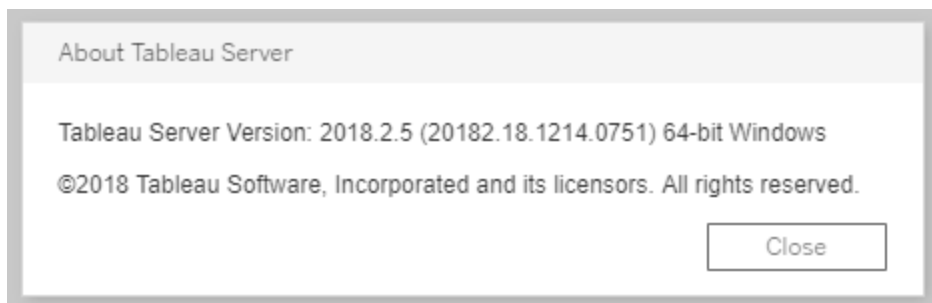 About Tableau Server
Tableau Server Version: 2018.2.5 (20182.18.1214.0751) 64-bit Windows
©2018 Tableau Software, Incorporated and its licensors. All rights reserved.
Close